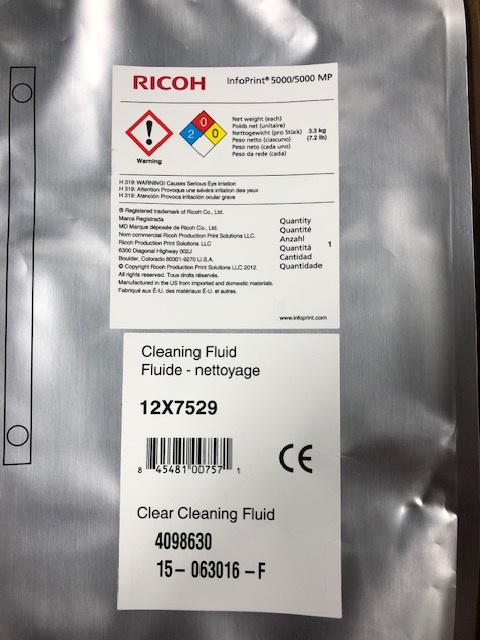 RICOH
InfoPrint® 5000/5000 MP
Warning
2
0
0
Net weight (each)
Poids net (unitaire)
Nettogewicht (pro Stück)
Peso netto (ciascuno)
Peso neto (cada uno)
Peso da rede (cada)
3.3 kg
(7.2 lb)
H 319: WARNING! Causes Serious Eye Irritation
H 319: Attention Provoque une sévère irritation des yeux
H 319: Atención Provoca irritación ocular grave
® Registered trademark of Ricoh Co., Ltd.
Marca Registrada
MD Marque déposée de Ricoh Co., Ltd.
Nom commercial Ricoh Production Print Solutions LLC.
Ricoh Production Print Solutions LLC
6300 Diagonal Highway 002J
Boulder, Colorado 80301-9270 U.S.A.
© Copyright Ricoh Production Print Solutions LLC 2012.
All rights reserved. Tous droits réservés.
Manufactured in the US from imported and domestic materials.
Fabriqué aux É.-U. des matériaux É.-U. et autres.
Quantity
Quantité
Anzahl
Quantità 1
Cantidad
Quantidade
www.infoprint.com
Cleaning Fluid
Fluide - nettoyage
12X7529
8 45481 00757 1
CE
Clear Cleaning Fluid
4098630
15- 063016 -F